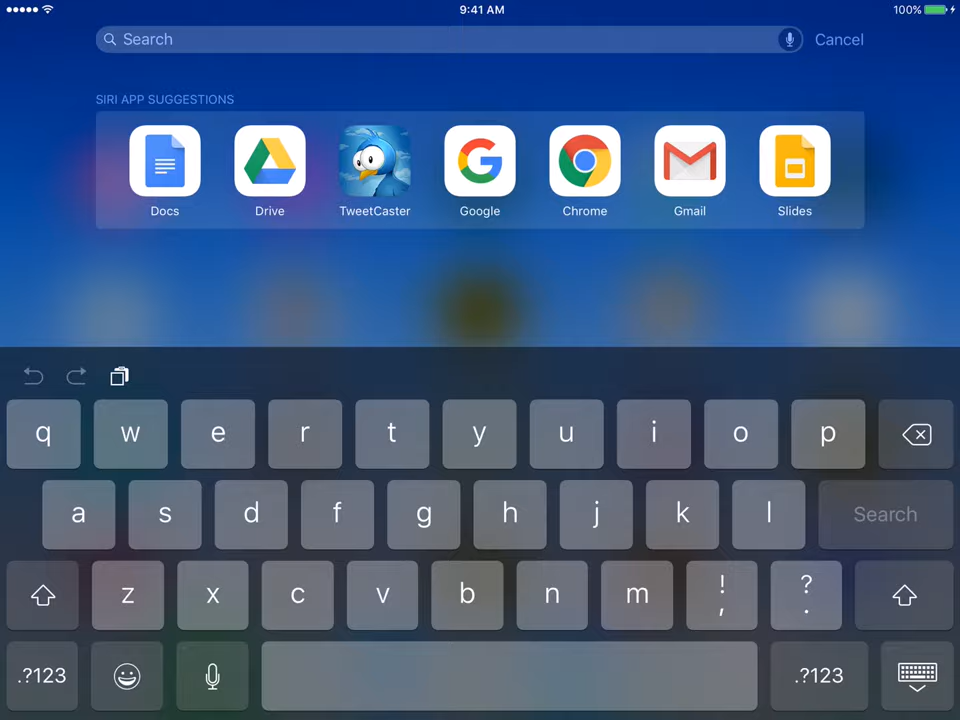 9:41 AM
100%
Search
Cancel
SIRI APP SUGGESTIONS
Docs
Drive
TweetCaster
Google
Chrome
Gmail
Slides
q w e r t y u i o p
a s d f g h j k l Search
z x c v b n m ! , ? .
.?123 .?123